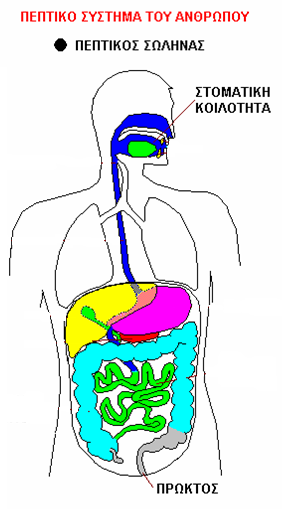 ΠΕΠΤΙΚΟ ΣΥΣΤΗΜΑ ΤΟΥ ΑΝΘΡΩΠΟΥ
ΠΕΠΤΙΚΟΣ ΣΩΛΗΝΑΣ
ΣΤΟΜΑΤΙΚΗ
ΚΟΙΛΟΤΗΤΑ
ΠΡΩΚΤΟΣ